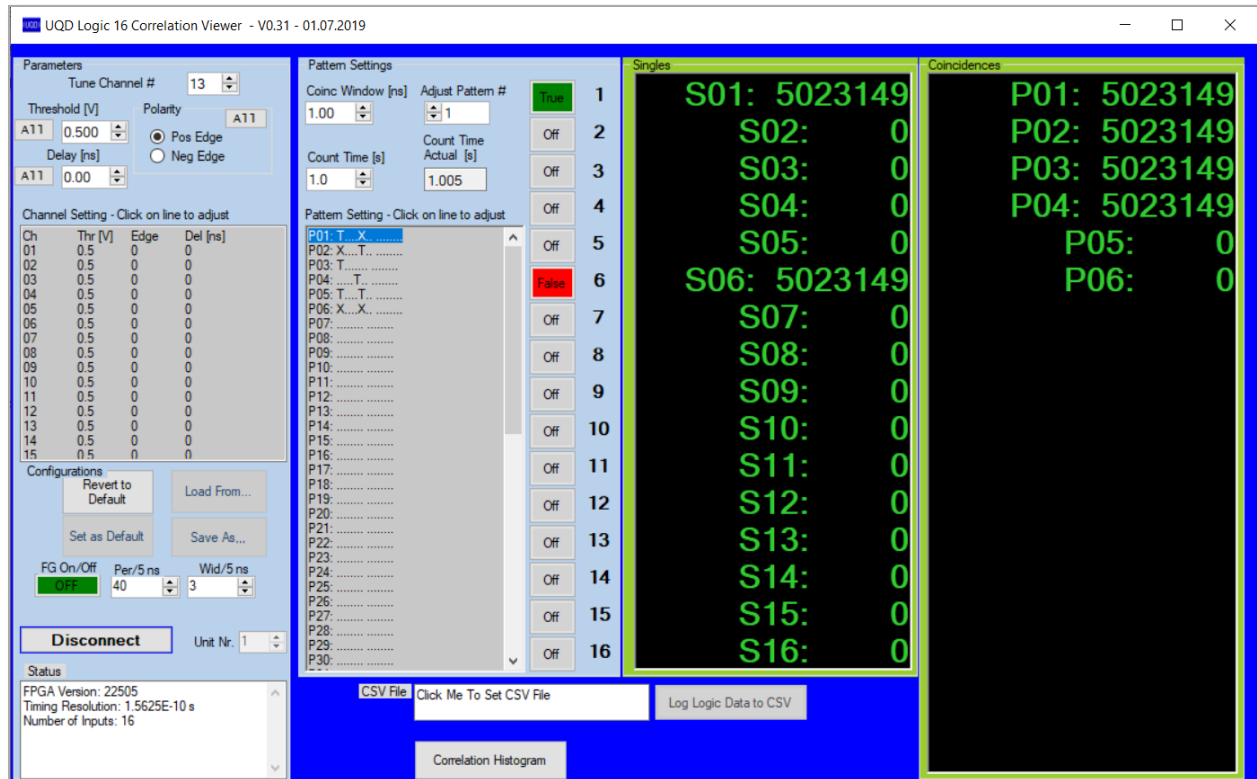 UQD UQD Logic 16 Correlation Viewer - V0.31 - 01.07.2019
Parameters
Tune Channel # 13
Threshold [V]
All 0.500
Polarity All
Pos Edge
Neg Edge
Delay [ns]
All 0.00
Channel Setting - Click on line to adjust
Ch Thr [V] Edge Del [ns]
01 0.5 0 0
02 0.5 0 0
03 0.5 0 0
04 0.5 0 0
05 0.5 0 0
06 0.5 0 0
07 0.5 0 0
08 0.5 0 0
09 0.5 0 0
10 0.5 0 0
11 0.5 0 0
12 0.5 0 0
13 0.5 0 0
14 0.5 0 0
15 0.5 0 0
Configurations
Revert to
Default
Load From...
Set as Default
Save As...
FG On/Off Per/5 ns Wid/5 ns
OFF 40 3
Disconnect Unit Nr. 1
Status
FPGA Version: 22505
Timing Resolution: 1.5625E-10 s
Number of Inputs: 16
Pattern Settings
Coinc Window [ns] Adjust Pattern #
1.00 1
Count Time [s]
1.0
Count Time
Actual [s]
1.005
Pattern Setting - Click on line to adjust
P01: T....X.. ........
P02: X....T.. ........
P03: T....... ........
P04: .....T.. ........
P05: T....T.. ........
P06: X....X.. ........
P07: ........ ........
P08: ........ ........
P09: ........ ........
P10: ........ ........
P11: ........ ........
P12: ........ ........
P13: ........ ........
P14: ........ ........
P15: ........ ........
P16: ........ ........
P17: ........ ........
P18: ........ ........
P19: ........ ........
P20: ........ ........
P21: ........ ........
P22: ........ ........
P23: ........ ........
P24: ........ ........
P25: ........ ........
P26: ........ ........
P27: ........ ........
P28: ........ ........
P29: ........ ........
P30: ........ ........
True 1
Off 2
Off 3
Off 4
Off 5
False 6
Off 7
Off 8
Off 9
Off 10
Off 11
Off 12
Off 13
Off 14
Off 15
Off 16
Singles
S01: 5023149
S02: 0
S03: 0
S04: 0
S05: 0
S06: 5023149
S07: 0
S08: 0
S09: 0
S10: 0
S11: 0
S12: 0
S13: 0
S14: 0
S15: 0
S16: 0
Coincidences
P01: 5023149
P02: 5023149
P03: 5023149
P04: 5023149
P05: 0
P06: 0
CSV File Click Me To Set CSV File
Log Logic Data to CSV
Correlation Histogram